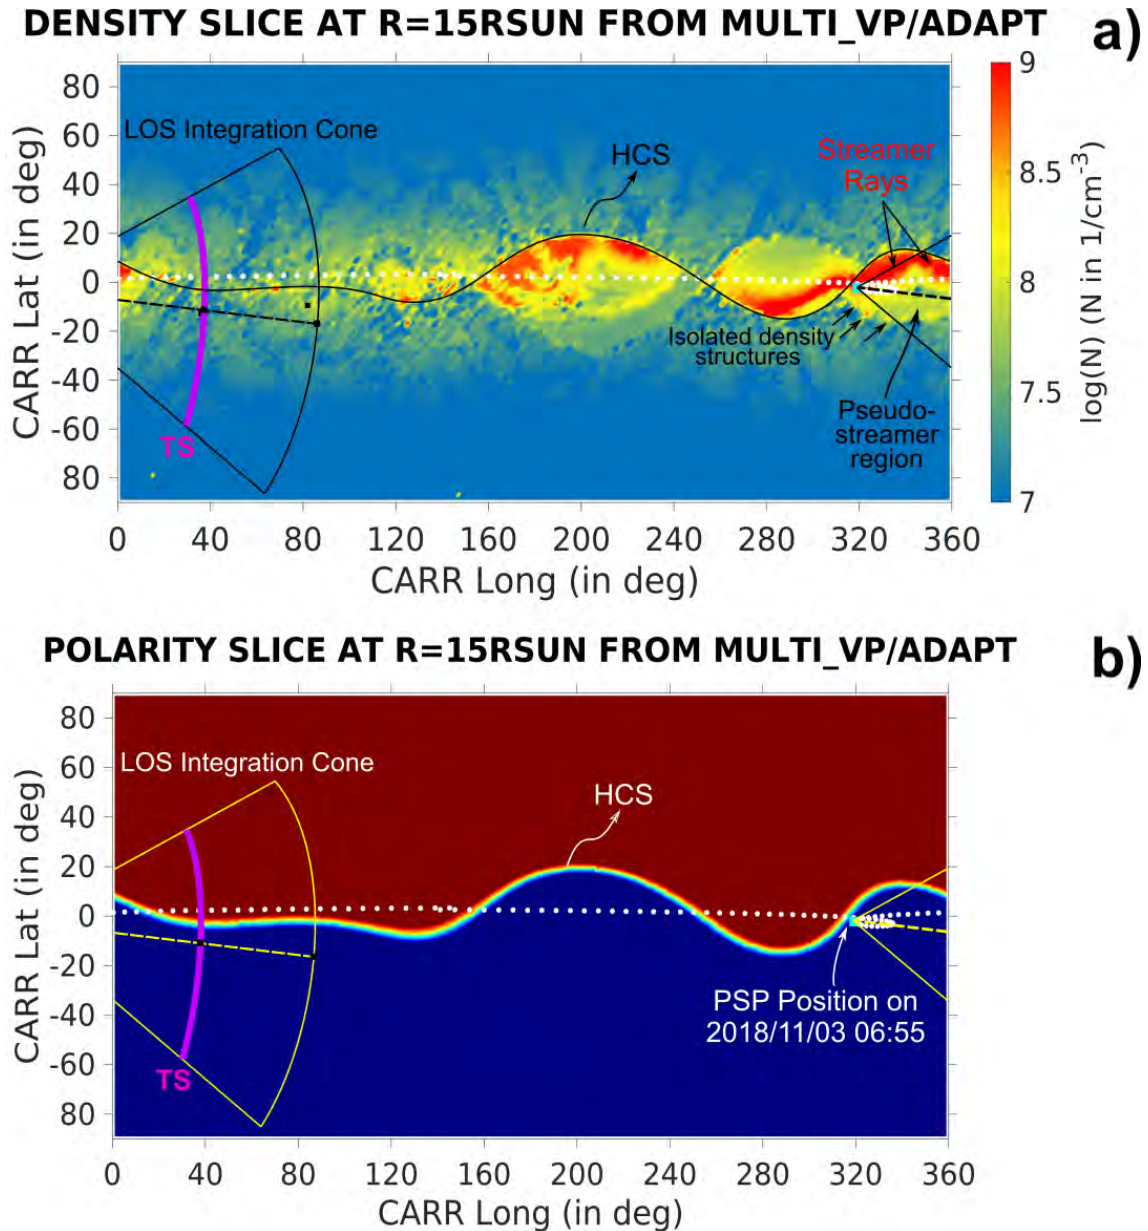 DENSITY SLICE AT R=15RSUN FROM MULTI_VP/ADAPT
a)
80
60
40
20
0
-20
-40
-60
80
CARR Lat (in deg)
LOS Integration Cone
HCS
Streamer
Rays
TS
Isolated density
structures
Pseudo-
streamer
region
9
8.5
8
7.5
7
log(N) (N in 1/cm⁻³)
0 40 80 120 160 200 240 280 320 360
CARR Long (in deg)
POLARITY SLICE AT R=15RSUN FROM MULTI_VP/ADAPT
b)
80
60
40
20
0
-20
-40
-60
80
CARR Lat (in deg)
LOS Integration Cone
HCS
TS
PSP Position on
2018/11/03 06:55
0 40 80 120 160 200 240 280 320 360
CARR Long (in deg)